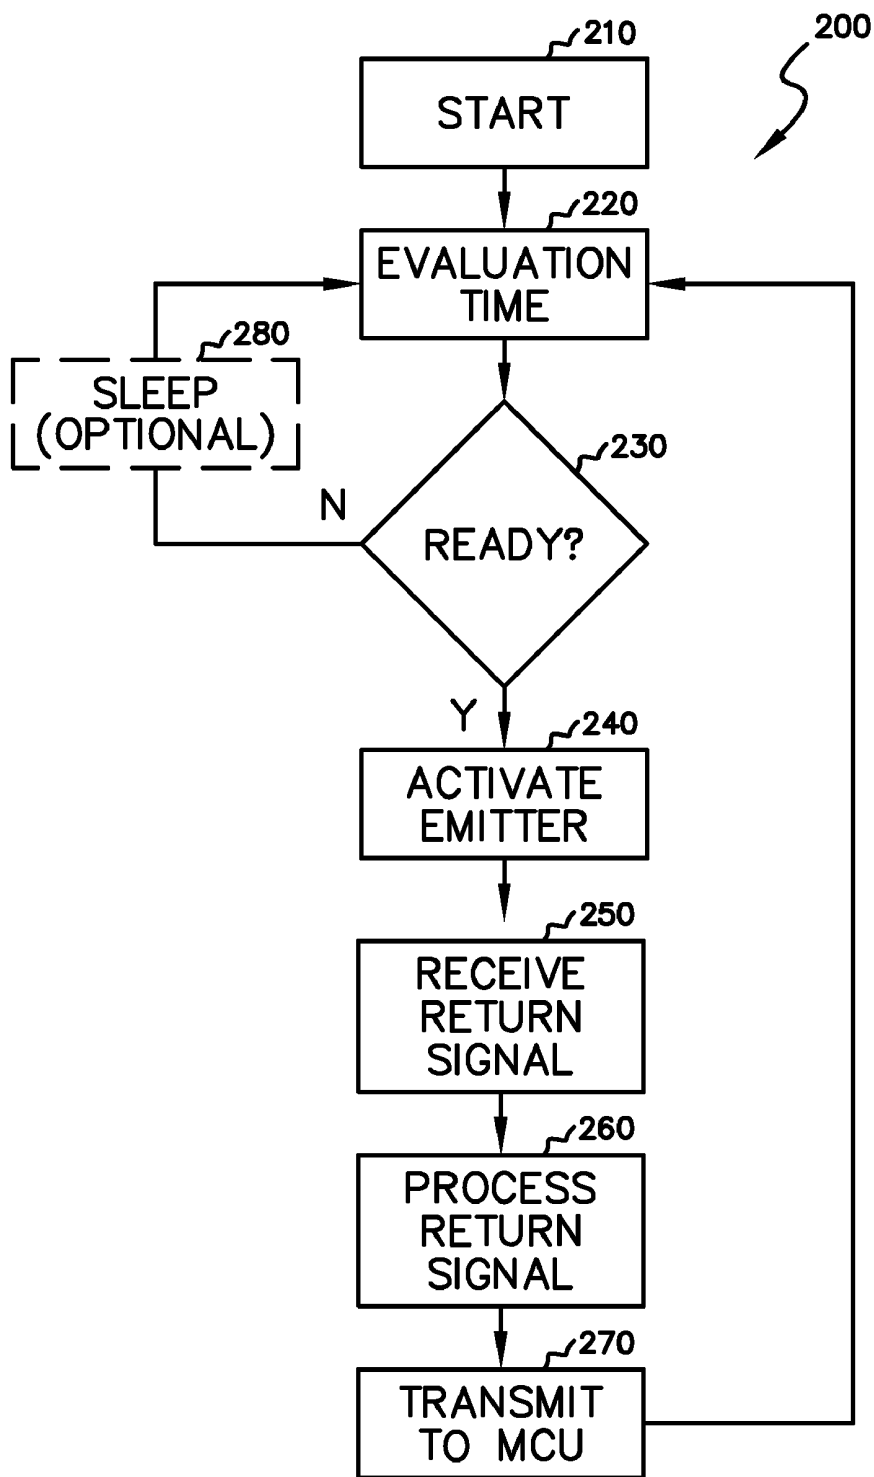 210
200
START
220
EVALUATION
TIME
280
SLEEP
(OPTIONAL)
230
N
READY?
Y
240
ACTIVATE
EMITTER
250
RECEIVE
RETURN
SIGNAL
260
PROCESS
RETURN
SIGNAL
270
TRANSMIT
TO MCU